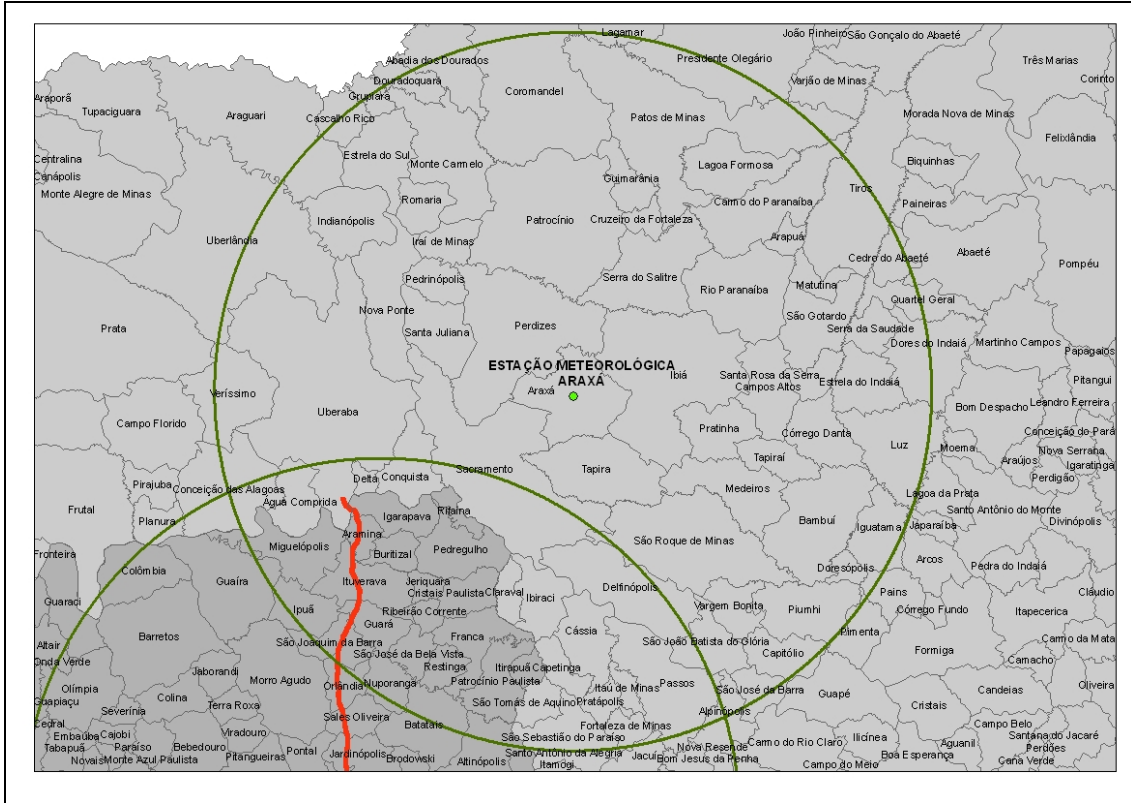 Lagamar
João Pinheiro
São Gonçalo do Abaeté
Abadia dos Dourados
Presidente Olegário
Três Marias
Douradoquara
Coromandel
Varjão de Minas
Corinto
Araporã
Grupiara
Tupaciguara
Araguari
Cascalho Rico
Patos de Minas
Morada Nova de Minas
Felixlândia
Centralina
Canápolis
Estrela do Sul
Monte Carmelo
Lagoa Formosa
Biquinhas
Monte Alegre de Minas
Guimarânia
Tiros
Romaria
Carmo do Paranaíba
Paineiras
Indianópolis
Patrocínio
Cruzeiro da Fortaleza
Uberlândia
Iraí de Minas
Arapuá
Abaeté
Cedro do Abaeté
Pompéu
Pedrinópolis
Serra do Salitre
Rio Paranaíba
Matutina
Quartel Geral
Nova Ponte
São Gotardo
Prata
Santa Juliana
Perdizes
Serra da Saudade
Dores do Indaiá
Martinho Campos
Papagaios
ESTAÇÃO METEOROLÓGICA
ARAXÁ
Ibiá
Santa Rosa da Serra
Campos Altos
Estrela do Indaiá
Pitangui
Veríssimo
Araxá
Leandro Ferreira
Uberaba
Bom Despacho
Campo Florido
Pratinha
Córrego Danta
Luz
Conceição do Pará
Moema
Nova Serrana
Tapiraí
Araújos
Igaratinga
Sacramento
Tapira
Perdigão
Pirajuba
Conceição das Alagoas
Delta
Conquista
Medeiros
Lagoa da Prata
Frutal
Água Comprida
Santo Antônio do Monte
Planura
Igarapava
Rifaina
Bambuí
Iguatama
Japaraíba
Divinópolis
Aramina
São Roque de Minas
Fronteira
Miguelópolis
Buritizal
Pedregulho
Arcos
Pedra do Indaiá
Colômbia
Guaíra
Ituverava
Jeriquara
Cristais Paulista
Claraval
Ibiraci
Delfinópolis
Doresópolis
Pains
Cláudio
Guaraci
Ipuã
Ribeirão Corrente
Vargem Bonita
Piumhi
Córrego Fundo
Itapecerica
Guará
Barretos
Franca
Cássia
Pimenta
Altair
São Joaquim da Barra
São João Batista do Glória
Carmo da Mata
Onda Verde
São José da Bela Vista
Capitólio
Formiga
Jaborandi
Restinga
Itirapuã
Capetinga
Camacho
Morro Agudo
Patrocínio Paulista
Passos
Olímpia
Orlândia
Nuporanga
Itaú de Minas
São José da Barra
Guapé
Candeias
Oliveira
Guapiaçu
Colina
Terra Roxa
São Tomás de Aquino
Pratápolis
Cristais
Severínia
Sales Oliveira
Alpinópolis
Cedral
Batatais
Fortaleza de Minas
Campo Belo
Embaúba
Cajobi
Viradouro
São Sebastião do Paraíso
Ilicínea
Santana do Jacaré
Tabapuã
Paraíso
Bebedouro
Pontal
Jardinópolis
Santo Antônio da Alegria
Nova Resende
Carmo do Rio Claro
Aguanil
Perdões
Novais
Monte Azul Paulista
Pitangueiras
Brodowski
Altinópolis
Itamogi
Jacuí
Bom Jesus da Penha
Campo do Meio
Boa Esperança
Cana Verde